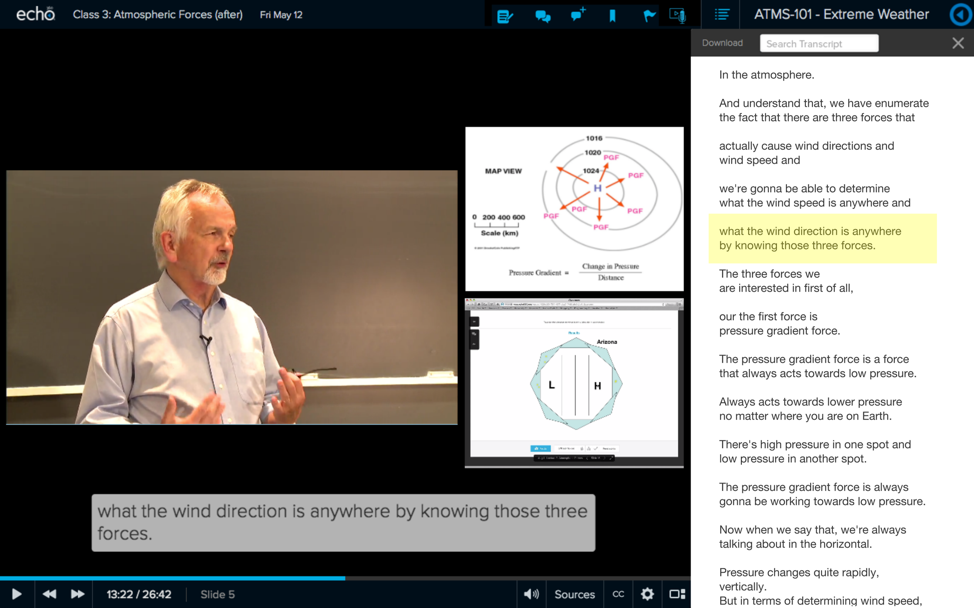 echo Class 3: Atmospheric Forces (after) Fri May 12
ATMS-101 - Extreme Weather
Download Search Transcript
1016
1020
PGF
1024
MAP VIEW
PGF
H
PGF PGF PGF
0 200 400 600
PGF
Scale (km)
Pressure Gradient = Change in Pressure
Distance
Arizona
L H
what the wind direction is anywhere by knowing those three
forces.
13:22 / 26:42 Slide 5
Sources CC
In the atmosphere.
And understand that, we have enumerate
the fact that there are three forces that
actually cause wind directions and
wind speed and
we're gonna be able to determine
what the wind speed is anywhere and
what the wind direction is anywhere
by knowing those three forces.
The three forces we
are interested in first of all,
our the first force is
pressure gradient force.
The pressure gradient force is a force
that always acts towards low pressure.
Always acts towards lower pressure
no matter where you are on Earth.
There's high pressure in one spot and
low pressure in another spot.
The pressure gradient force is always
gonna be working towards low pressure.
Now when we say that, we're always
talking about in the horizontal.
Pressure changes quite rapidly,
vertically.
But in terms of determining wind speed,